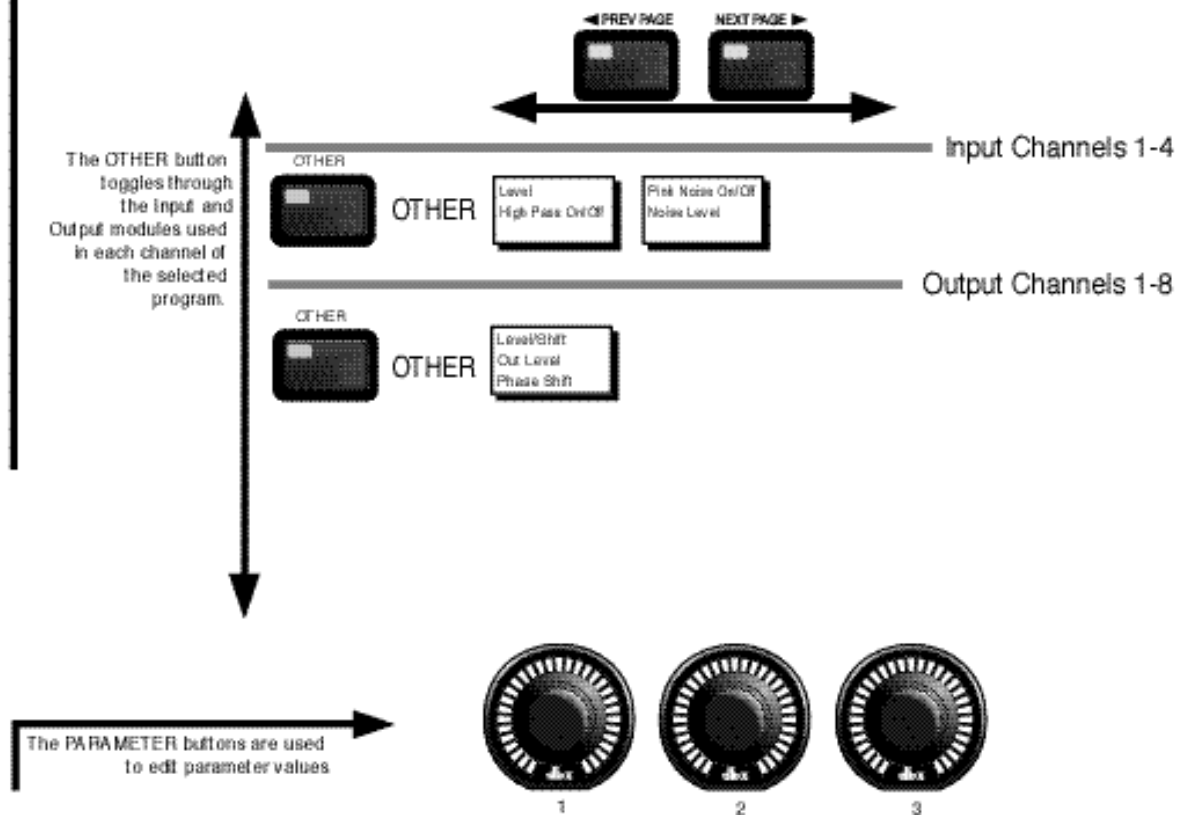 ◀ PREV PAGE NEXT PAGE ▶
Input Channels 1-4
The OTHER button
toggles through
the Input and
Output modules used
in each channel of
the selected
program.
OTHER
OTHER
Level
High Pass On/Off
Pink Noise On/Off
Noise Level
Output Channels 1-8
OTHER
OTHER
Level/Shift
Out Level
Phase Shift
The PARAMETER buttons are used
to edit parameter values
dbx
dbx
dbx
1 2 3